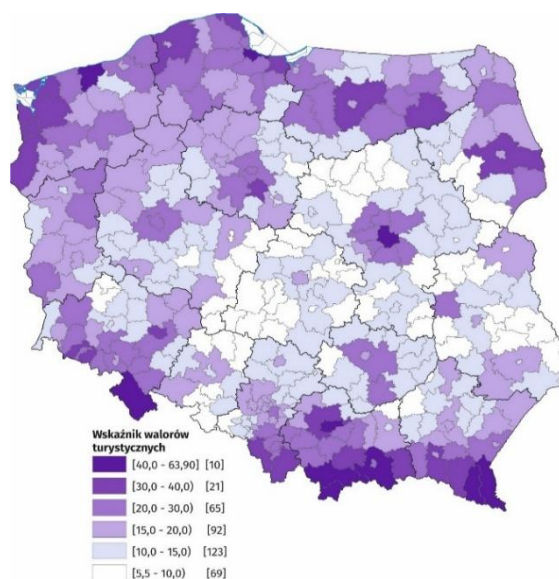 Wskaźnik walorów
turystycznych
[40,0 - 63,90] [10]
[30,0 - 40,0) [21]
[20,0 - 30,0) [65]
[15,0 - 20,0) [92]
[10,0 - 15,0) [123]
[5,5 - 10,0) [69]